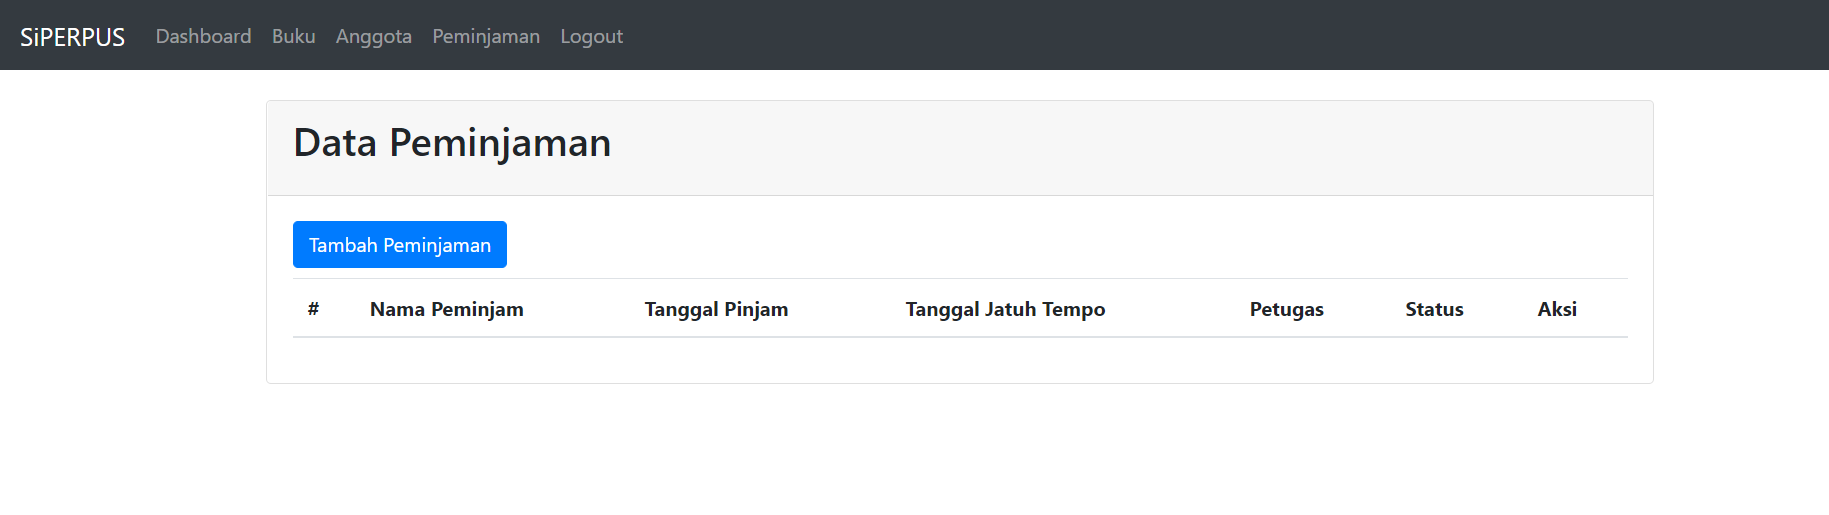 SiPERPUS Dashboard Buku Anggota Peminjaman Logout
Data Peminjaman
Tambah Peminjaman
# Nama Peminjam Tanggal Pinjam Tanggal Jatuh Tempo Petugas Status Aksi